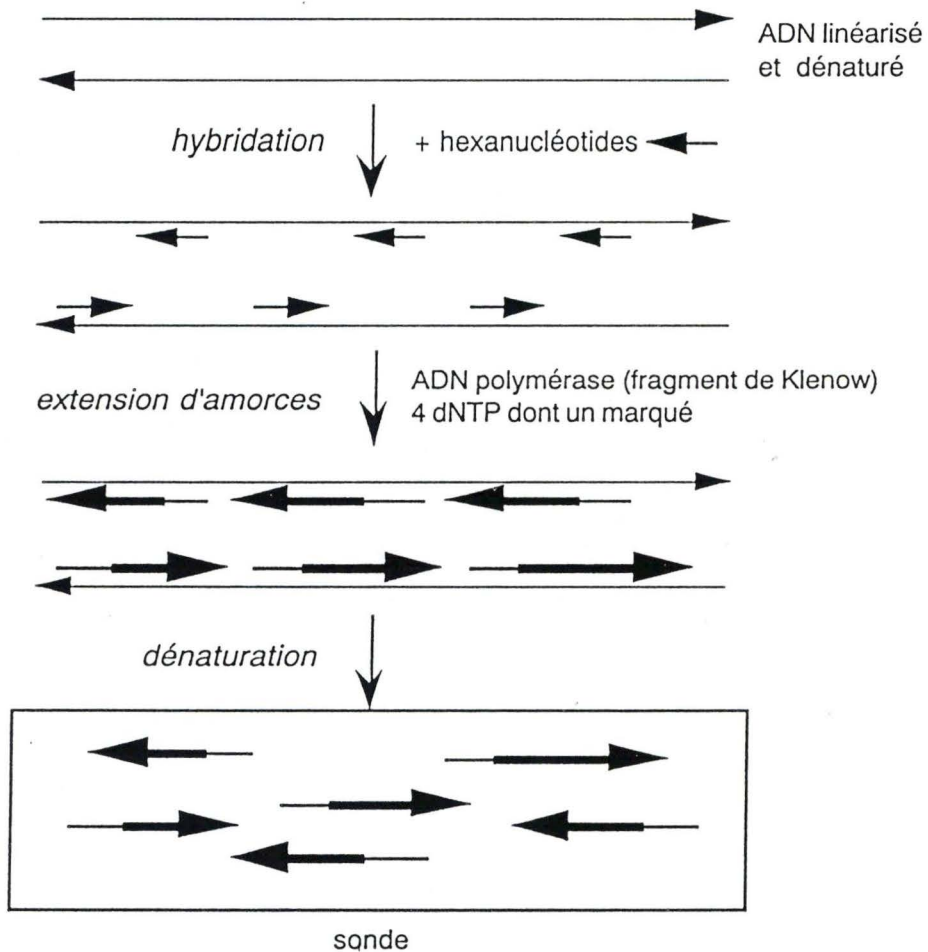 ADN linéarisé
et dénaturé
hybridation
+ hexanucléotides
extension d'amorces
ADN polymérase (fragment de Klenow)
4 dNTP dont un marqué
dénaturation
sonde